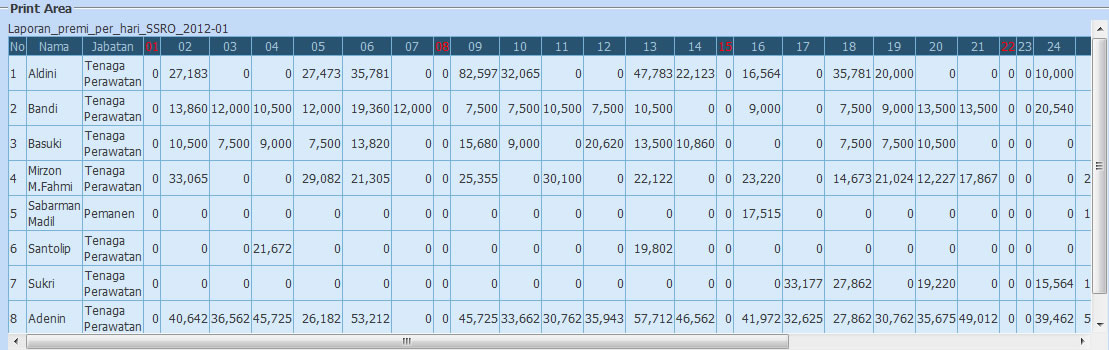 Print Area
Laporan_premi_per_hari_SSRO_2012-01
No Nama Jabatan 01 02 03 04 05 06 07 08 09 10 11 12 13 14 15 16 17 18 19 20 21 22 23 24
1 Aldini Tenaga Perawatan 0 27,183 0 0 27,473 35,781 0 0 82,597 32,065 0 0 47,783 22,123 0 16,564 0 35,781 20,000 0 0 0 0 10,000
2 Bandi Tenaga Perawatan 0 13,860 12,000 10,500 12,000 19,360 12,000 0 7,500 7,500 10,500 7,500 10,500 0 0 9,000 0 7,500 9,000 13,500 13,500 0 0 20,540
3 Basuki Tenaga Perawatan 0 10,500 7,500 9,000 7,500 13,820 0 0 15,680 9,000 0 20,620 13,500 10,860 0 0 0 7,500 7,500 10,500 0 0 0 0
4 Mirzon M.Fahmi Tenaga Perawatan 0 33,065 0 0 29,082 21,305 0 0 25,355 0 30,100 0 22,122 0 0 23,220 0 14,673 21,024 12,227 17,867 0 0 0 2
5 Sabarman Madil Pemanen 0 0 0 0 0 0 0 0 0 0 0 0 0 0 0 17,515 0 0 0 0 0 0 0 0 1
6 Santolip Tenaga Perawatan 0 0 0 21,672 0 0 0 0 0 0 0 0 19,802 0 0 0 0 0 0 0 0 0 0 0
7 Sukri Tenaga Perawatan 0 0 0 0 0 0 0 0 0 0 0 0 0 0 0 0 33,177 27,862 0 19,220 0 0 0 15,564 1
8 Adenin Tenaga Perawatan 0 40,642 36,562 45,725 26,182 53,212 0 0 45,725 33,662 30,762 35,943 57,712 46,562 0 41,972 32,625 27,862 30,762 35,675 49,012 0 0 39,462 5